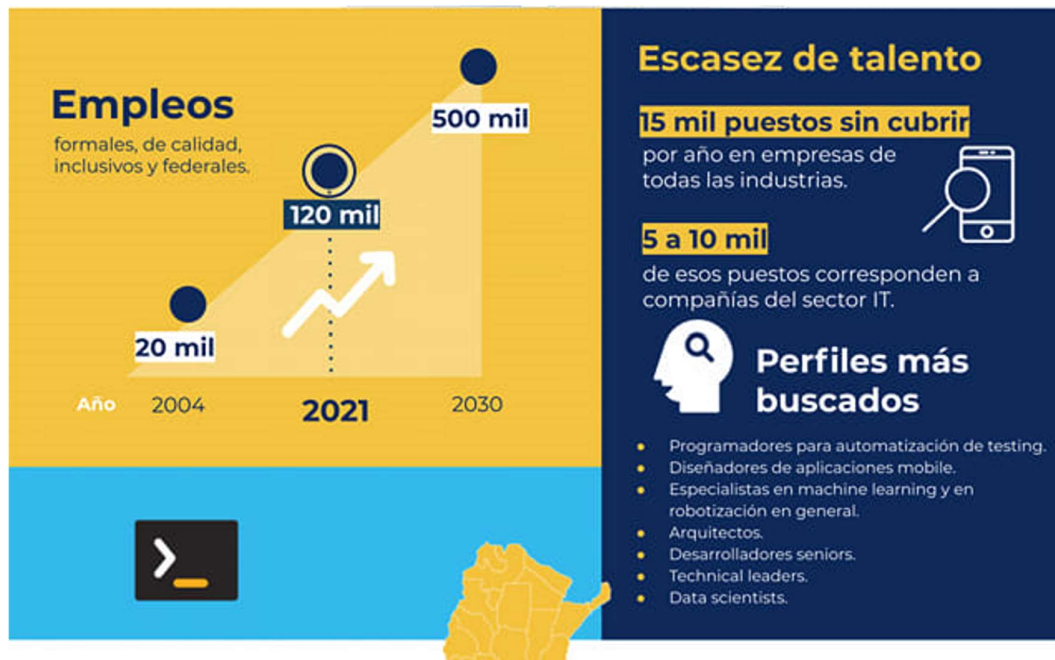 Empleos
formales, de calidad,
inclusivos y federales.
500 mil
120 mil
20 mil
Año 2004 2021 2030
Escasez de talento
15 mil puestos sin cubrir
por año en empresas de
todas las industrias.
5 a 10 mil
de esos puestos corresponden a
compañías del sector IT.
Perfiles más
buscados
• Programadores para automatización de testing.
• Diseñadores de aplicaciones mobile.
• Especialistas en machine learning y en
robotización en general.
• Arquitectos.
• Desarrolladores seniors.
• Technical leaders.
• Data scientists.